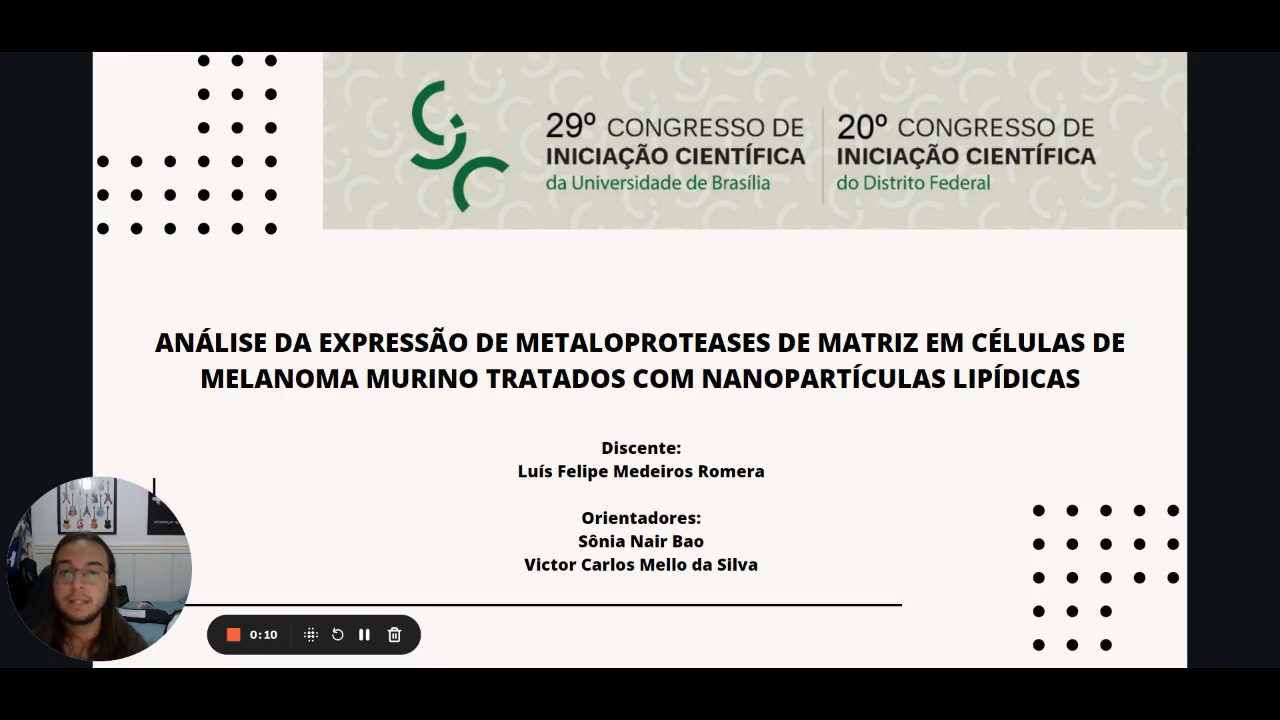 29º CONGRESSO DE
INICIAÇÃO CIENTÍFICA
da Universidade de Brasília
20º CONGRESSO DE
INICIAÇÃO CIENTÍFICA
do Distrito Federal
ANÁLISE DA EXPRESSÃO DE METALOPROTEASES DE MATRIZ EM CÉLULAS DE
MELANOMA MURINO TRATADOS COM NANOPARTÍCULAS LIPÍDICAS
Discente:
Luís Felipe Medeiros Romera
Orientadores:
Sônia Nair Bao
Victor Carlos Mello da Silva
0:10